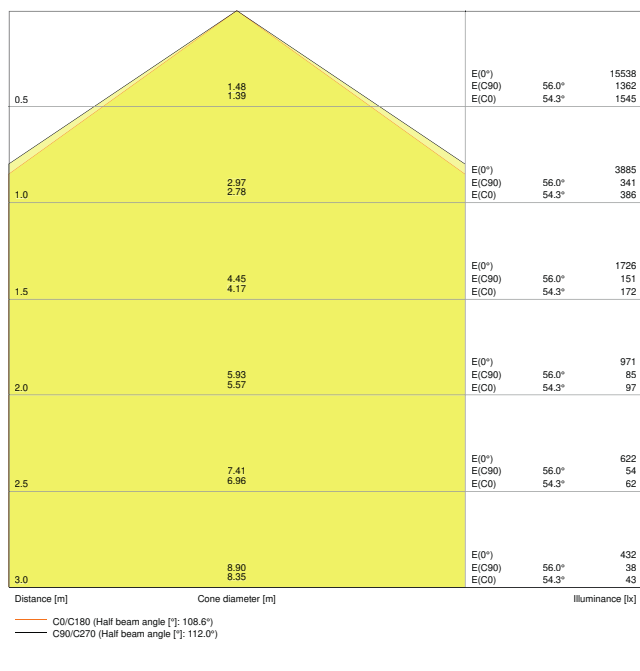 E(0°) 15538
1.48 E(C90) 56.0° 1362
1.39
0.5 E(C0) 54.3° 1545
E(0°) 3885
2.97 E(C90) 56.0° 341
2.78
1.0 E(C0) 54.3° 386
E(0°) 1726
4.45 E(C90) 56.0° 151
4.17
1.5 E(C0) 54.3° 172
E(0°) 971
5.93 E(C90) 56.0° 85
5.57
2.0 E(C0) 54.3° 97
E(0°) 622
7.41 E(C90) 56.0° 54
6.96
2.5 E(C0) 54.3° 62
E(0°) 432
8.90 E(C90) 56.0° 38
8.35
3.0 E(C0) 54.3° 43
Distance [m] Cone diameter [m] Illuminance [lx]
C0/C180 (Half beam angle [°]: 108.6°)
C90/C270 (Half beam angle [°]: 112.0°)